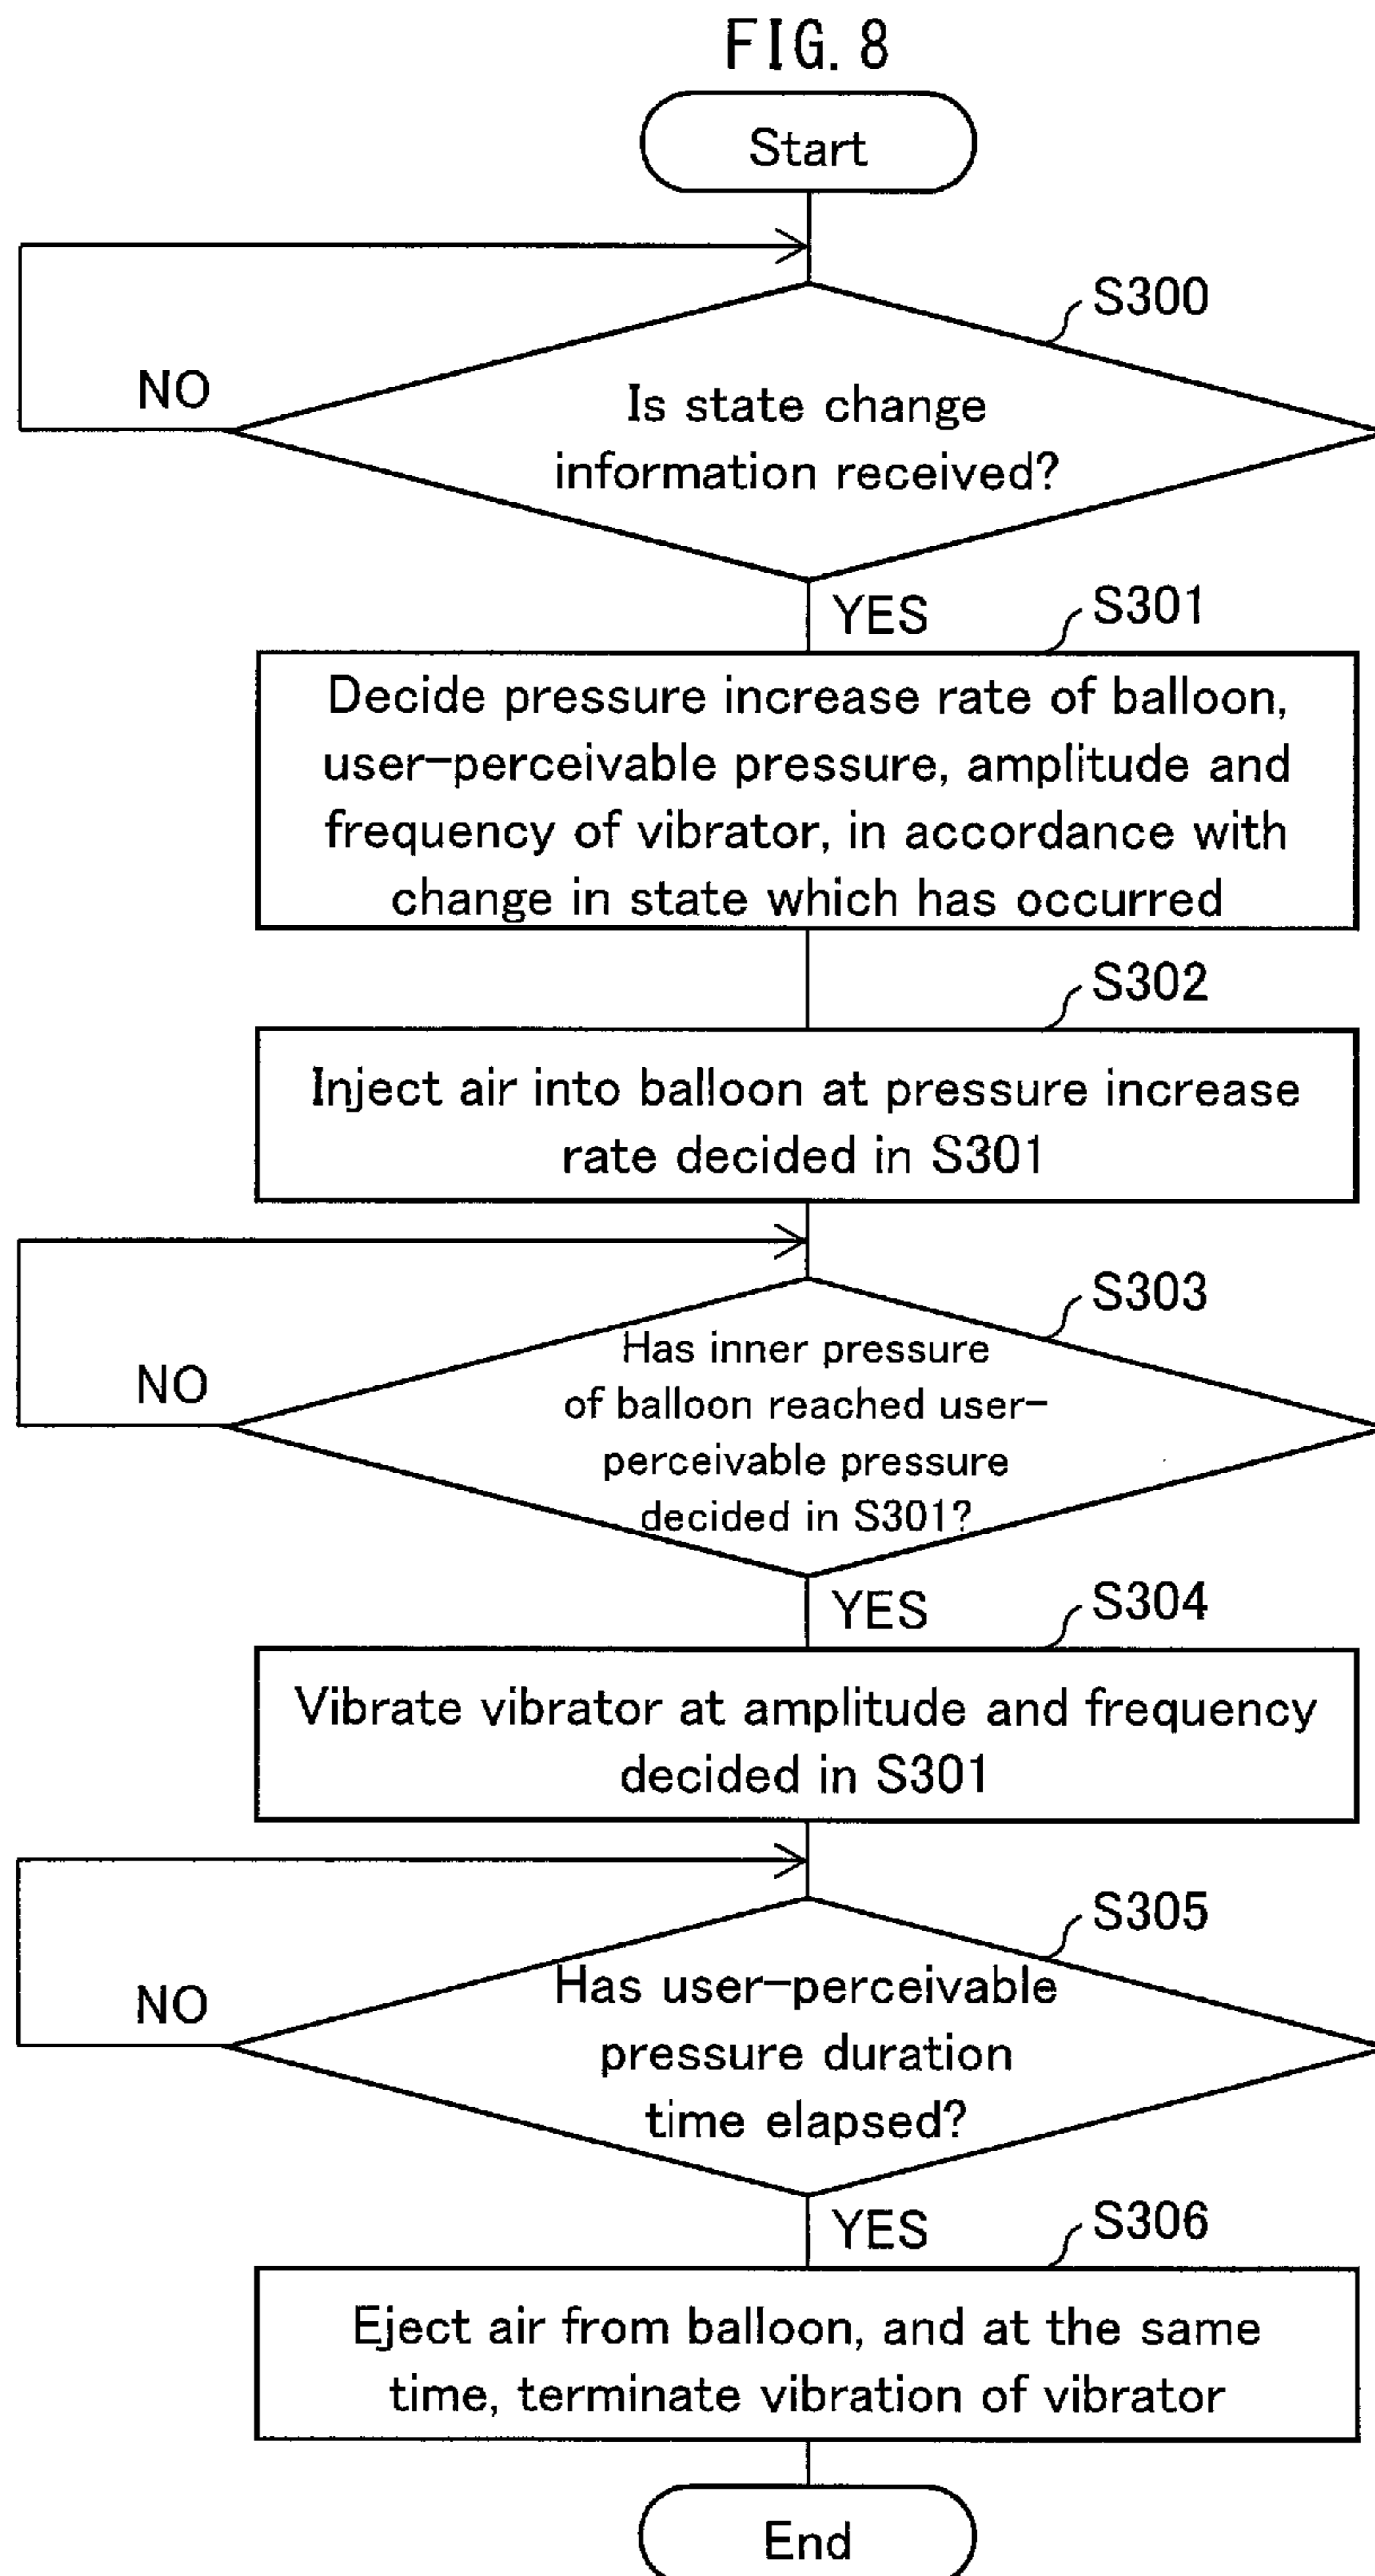 FIG. 8
Start
S300
NO
Is state change
information received?
YES
S301
Decide pressure increase rate of balloon,
user-perceivable pressure, amplitude and
frequency of vibrator, in accordance with
change in state which has occurred
S302
Inject air into balloon at pressure increase
rate decided in S301
S303
Has inner pressure
NO
of balloon reached user-
perceivable pressure
decided in S301?
YES
S304
Vibrate vibrator at amplitude and frequency
decided in S301
S305
Has user-perceivable
NO
pressure duration
time elapsed?
YES
S306
Eject air from balloon, and at the same
time, terminate vibration of vibrator
End